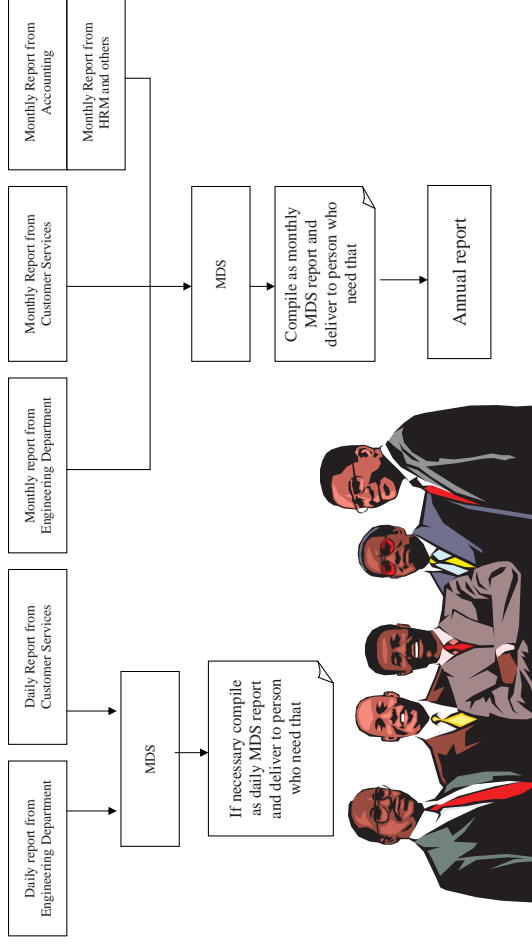 Daily report from
Engineering Department
Daily Report from
Customer Services
Monthly report from
Engineering Department
Monthly Report from
Customer Services
Monthly Report from
Accounting
Monthly Report from
HRM and others
MDS
MDS
If necessary compile
as daily MDS report
and deliver to person
who need that
Compile as monthly
MDS report and
deliver to person who
need that
Annual report